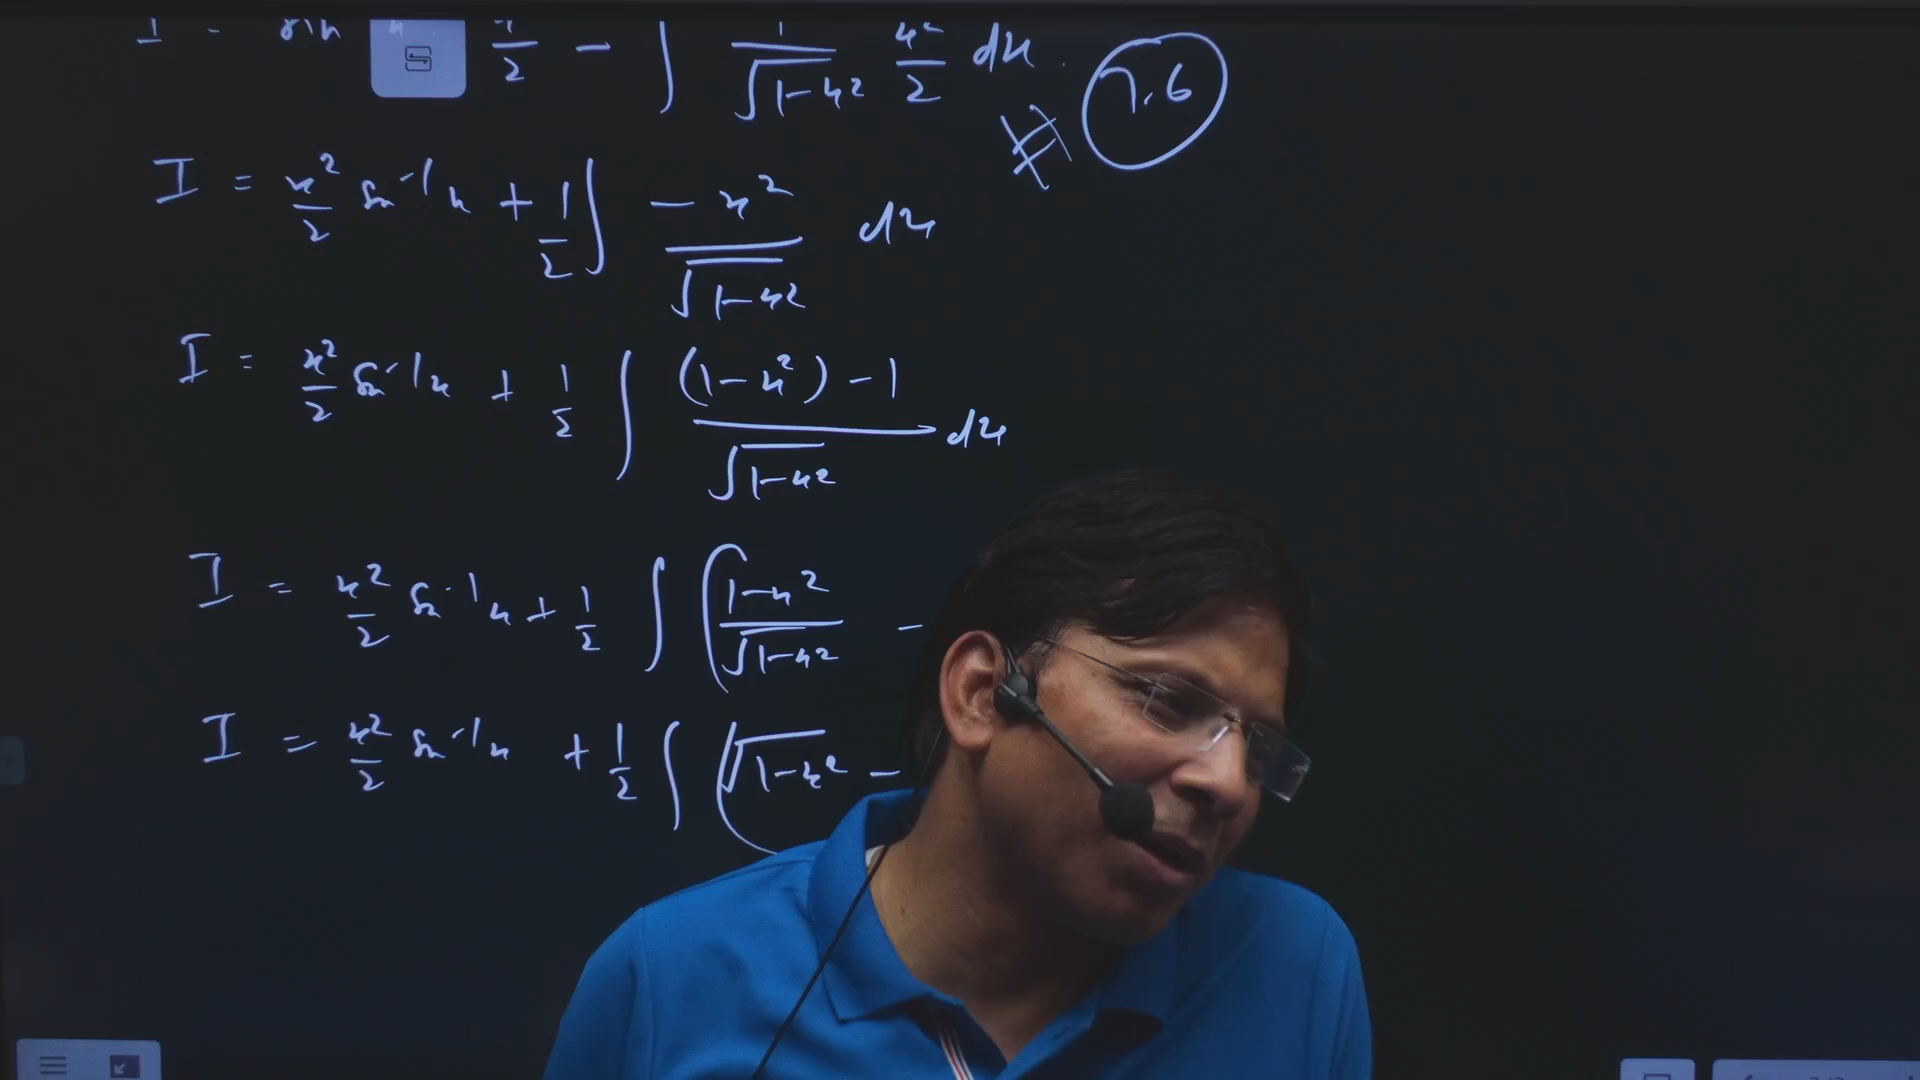 I = sin x²/2 - ∫ 1/√1-x² x²/2 dx.
# 7.6
I = x²/2 sin⁻¹x + 1/2 ∫ -x²/√1-x² dx
I = x²/2 sin⁻¹x + 1/2 ∫ (1-x²)-1/√1-x² dx
I = x²/2 sin⁻¹x + 1/2 ∫ (1-x²/√1-x² -
I = x²/2 sin⁻¹x + 1/2 ∫ (√1-x² -